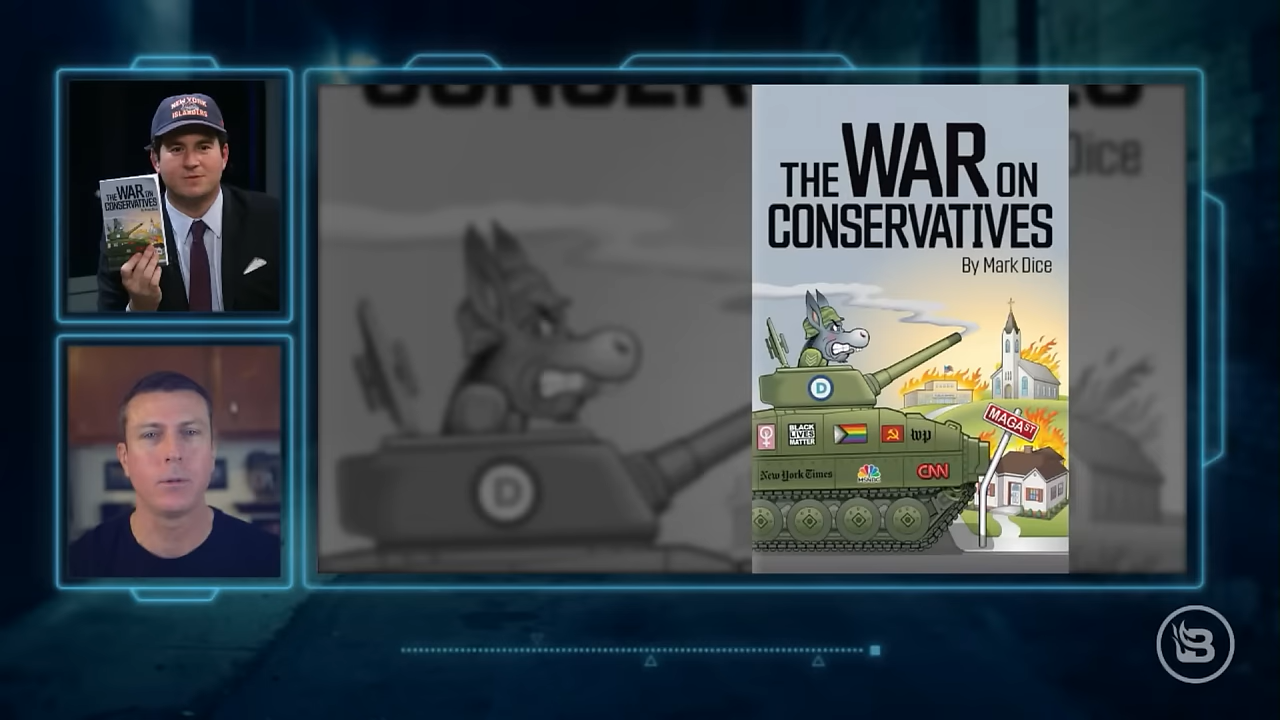 NEW YORK
ISLANDERS
THE WAR ON
CONSERVATIVES
THE WAR ON
CONSERVATIVES
By Mark Dice
Dice
D
D
MAGA ST
BLACK
LIVES
MATTER
wp
New York Times
MSNBC
CNN
B